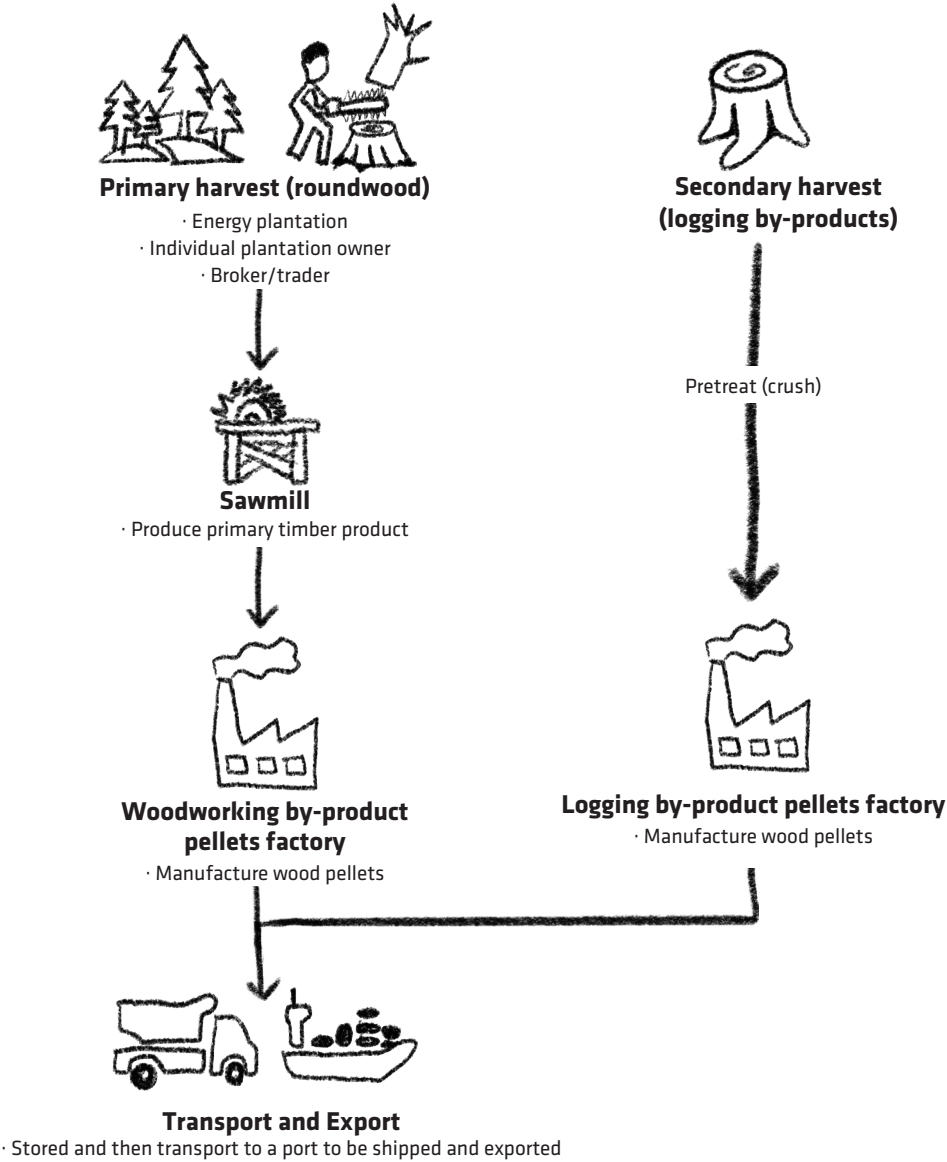 Primary harvest (roundwood)
· Energy plantation
· Individual plantation owner
· Broker/trader
Secondary harvest
(logging by-products)
Pretreat (crush)
Sawmill
· Produce primary timber product
Woodworking by-product
pellets factory
· Manufacture wood pellets
Logging by-product pellets factory
· Manufacture wood pellets
Transport and Export
· Stored and then transport to a port to be shipped and exported